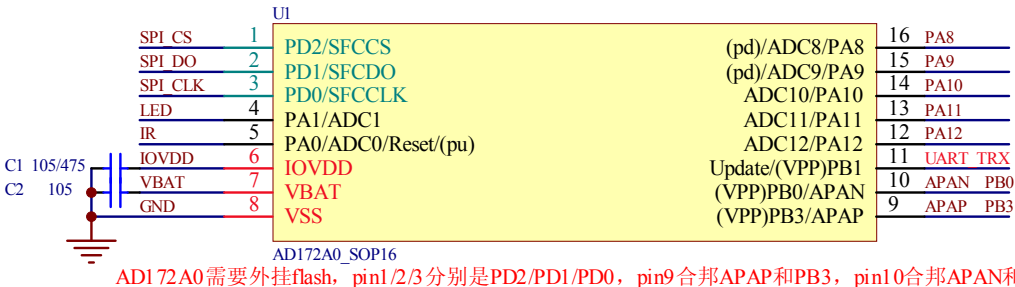 U1
SPI_CS 1 PD2/SFCCS (pd)/ADC8/PA8 16 PA8
SPI_DO 2 PD1/SFCDO (pd)/ADC9/PA9 15 PA9
SPI_CLK 3 PD0/SFCCLK ADC10/PA10 14 PA10
LED 4 PA1/ADC1 ADC11/PA11 13 PA11
IR 5 PA0/ADC0/Reset/(pu) ADC12/PA12 12 PA12
C1 105/475 IOVDD 6 IOVDD Update/(VPP)PB1 11 UART TRX
C2 105 VBAT 7 VBAT (VPP)PB0/APAN 10 APAN PB0
GND 8 VSS (VPP)PB3/APAP 9 APAP PB3
AD172A0_SOP16
AD172A0需要外挂flash，pin1/2/3分别是PD2/PD1/PD0，pin9合邦APAP和PB3，pin10合邦APAN和